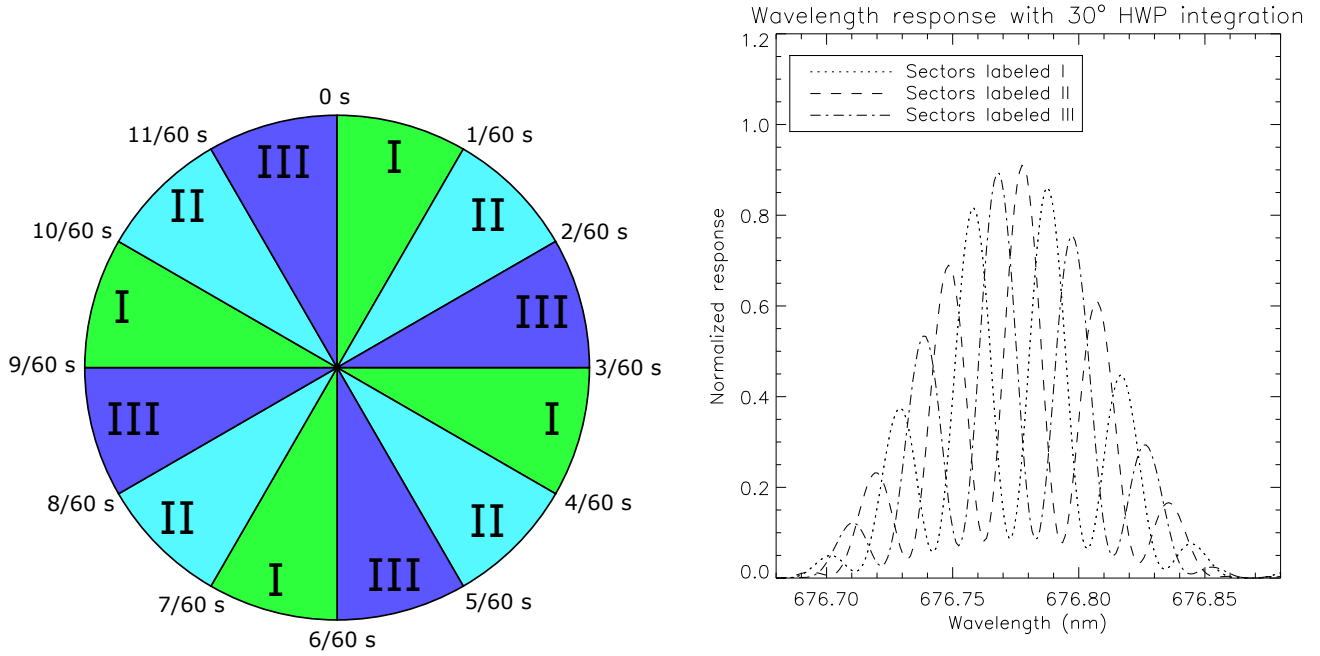 0 s
11/60 s
1/60 s
III
I
II
II
10/60 s
2/60 s
I
III
9/60 s
3/60 s
III
I
8/60 s
4/60 s
II
II
I
III
7/60 s
5/60 s
6/60 s
Wavelength response with 30° HWP integration
Sectors labeled I
Sectors labeled II
Sectors labeled III
Normalized response
1.2
1.0
0.8
0.6
0.4
0.2
0.0
676.70 676.75 676.80 676.85
Wavelength (nm)